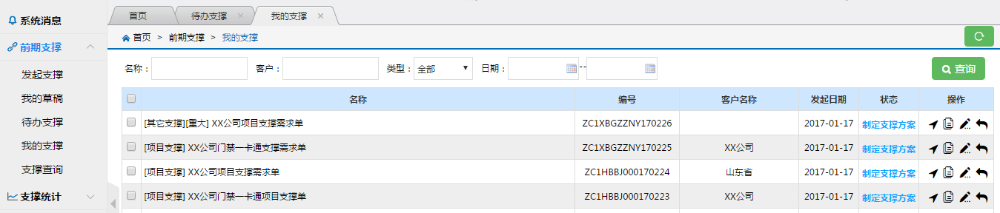 系统消息
前期支撑
发起支撑
我的草稿
待办支撑
我的支撑
支撑查询
支撑统计
首页 待办支撑 × 我的支撑 ×
首页 > 前期支撑 > 我的支撑
名称： 客户： 类型： 全部 日期： -- 查询
名称 编号 客户名称 发起日期 状态 操作
[其它支撑][重大] XX公司项目支撑需求单 ZC1XBGZZNY170226 2017-01-17 制定支撑方案
[项目支撑] XX公司门禁一卡通支撑需求单 ZC1XBGZZNY170225 XX公司 2017-01-17 制定支撑方案
[项目支撑] XX公司项目支撑需求单 ZC1HBBJ000170224 山东省 2017-01-17 制定支撑方案
[项目支撑] XX公司门禁一卡通项目支撑单 ZC1HBBJ000170223 XX公司 2017-01-17 制定支撑方案